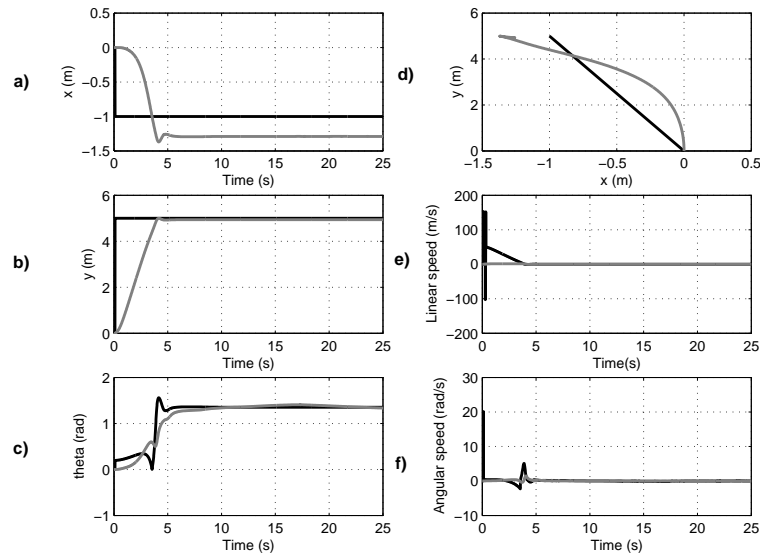 a)
x (m)
0.5
0
−0.5
−1
−1.5
0 5 10 15 20 25
Time (s)
b)
y (m)
6
4
2
0
0 5 10 15 20 25
Time (s)
c)
theta (rad)
2
1
0
−1
0 5 10 15 20 25
Time (s)
d)
y (m)
6
4
2
0
−1.5 −1 −0.5 0 0.5
x (m)
e)
Linear speed (m/s)
200
100
0
−100
−200
0 5 10 15 20 25
Time(s)
f)
Angular speed (rad/s)
30
20
10
0
−10
0 5 10 15 20 25
Time (s)